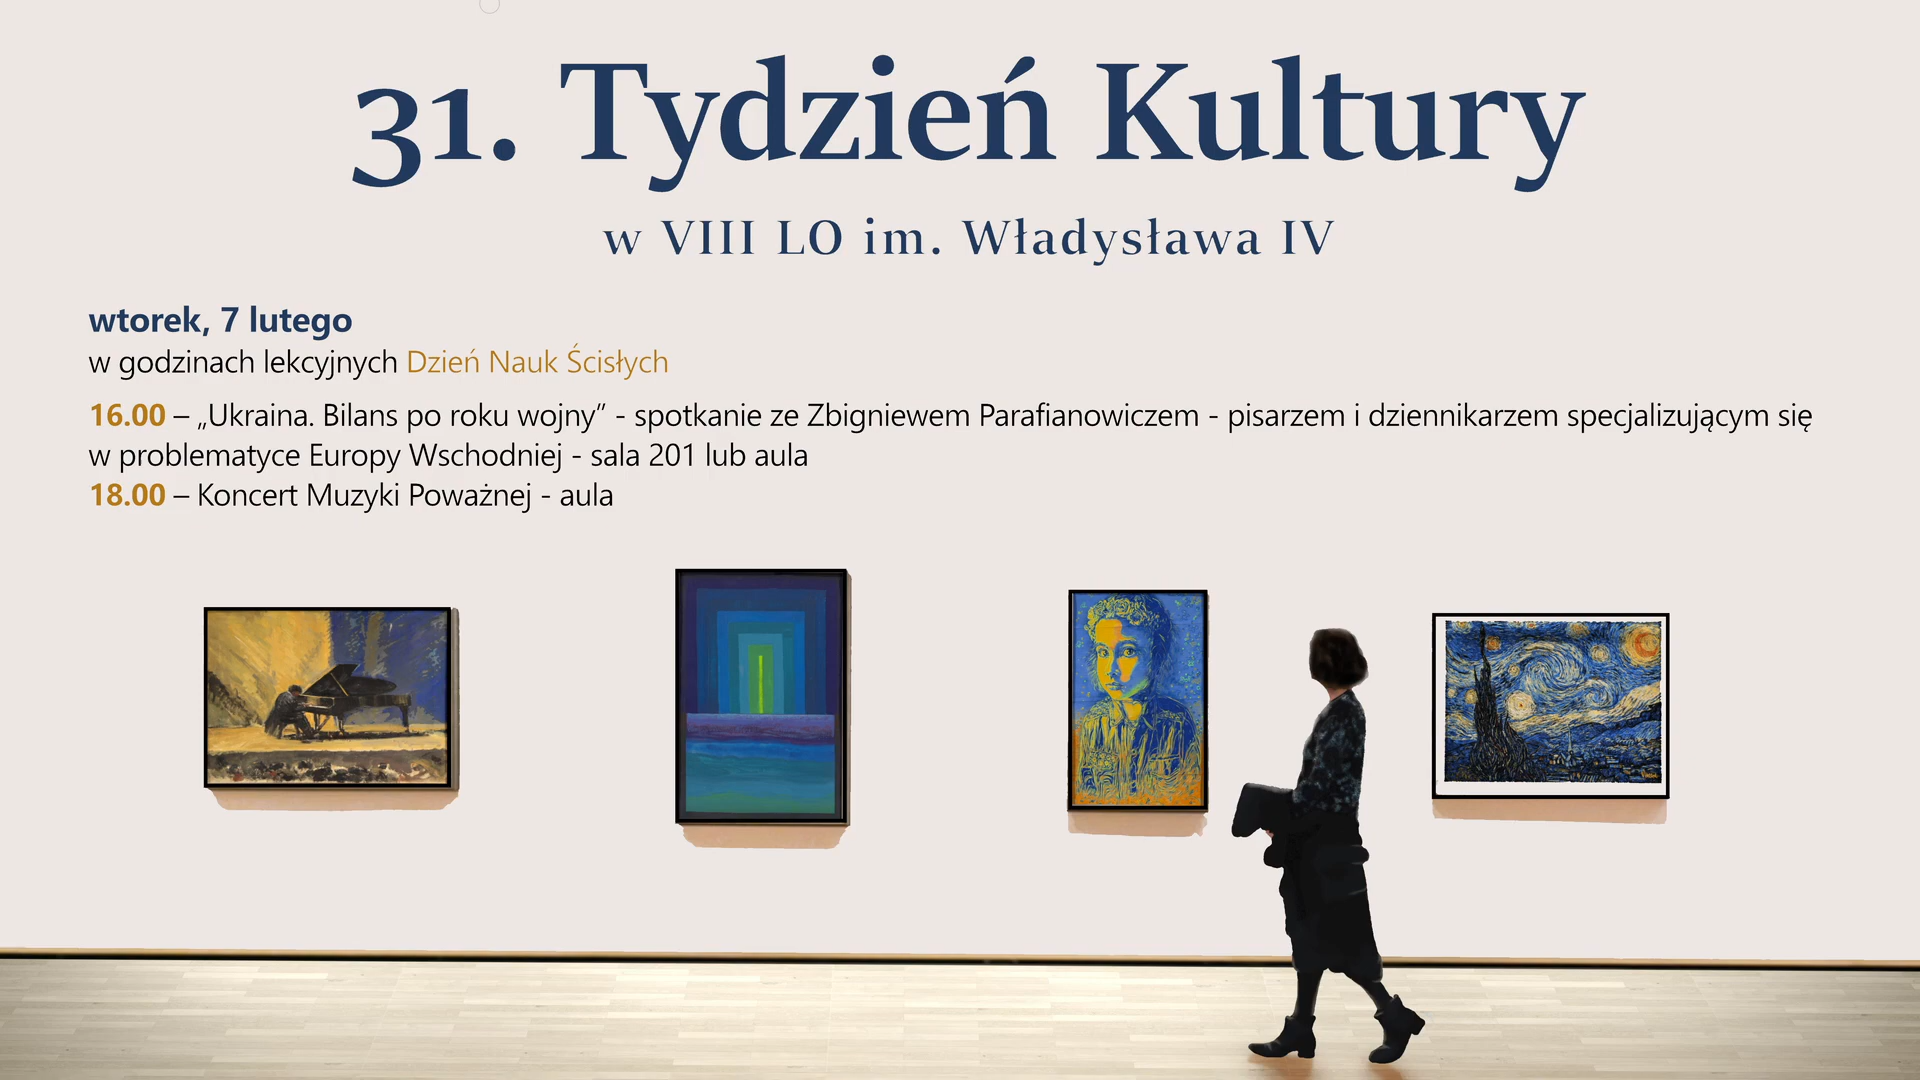 31. Tydzień Kultury
w VIII LO im. Władysława IV
wtorek, 7 lutego
w godzinach lekcyjnych Dzień Nauk Ścisłych
16.00 – „Ukraina. Bilans po roku wojny” - spotkanie ze Zbigniewem Parafianowiczem - pisarzem i dziennikarzem specjalizującym się
w problematyce Europy Wschodniej - sala 201 lub aula
18.00 – Koncert Muzyki Poważnej - aula